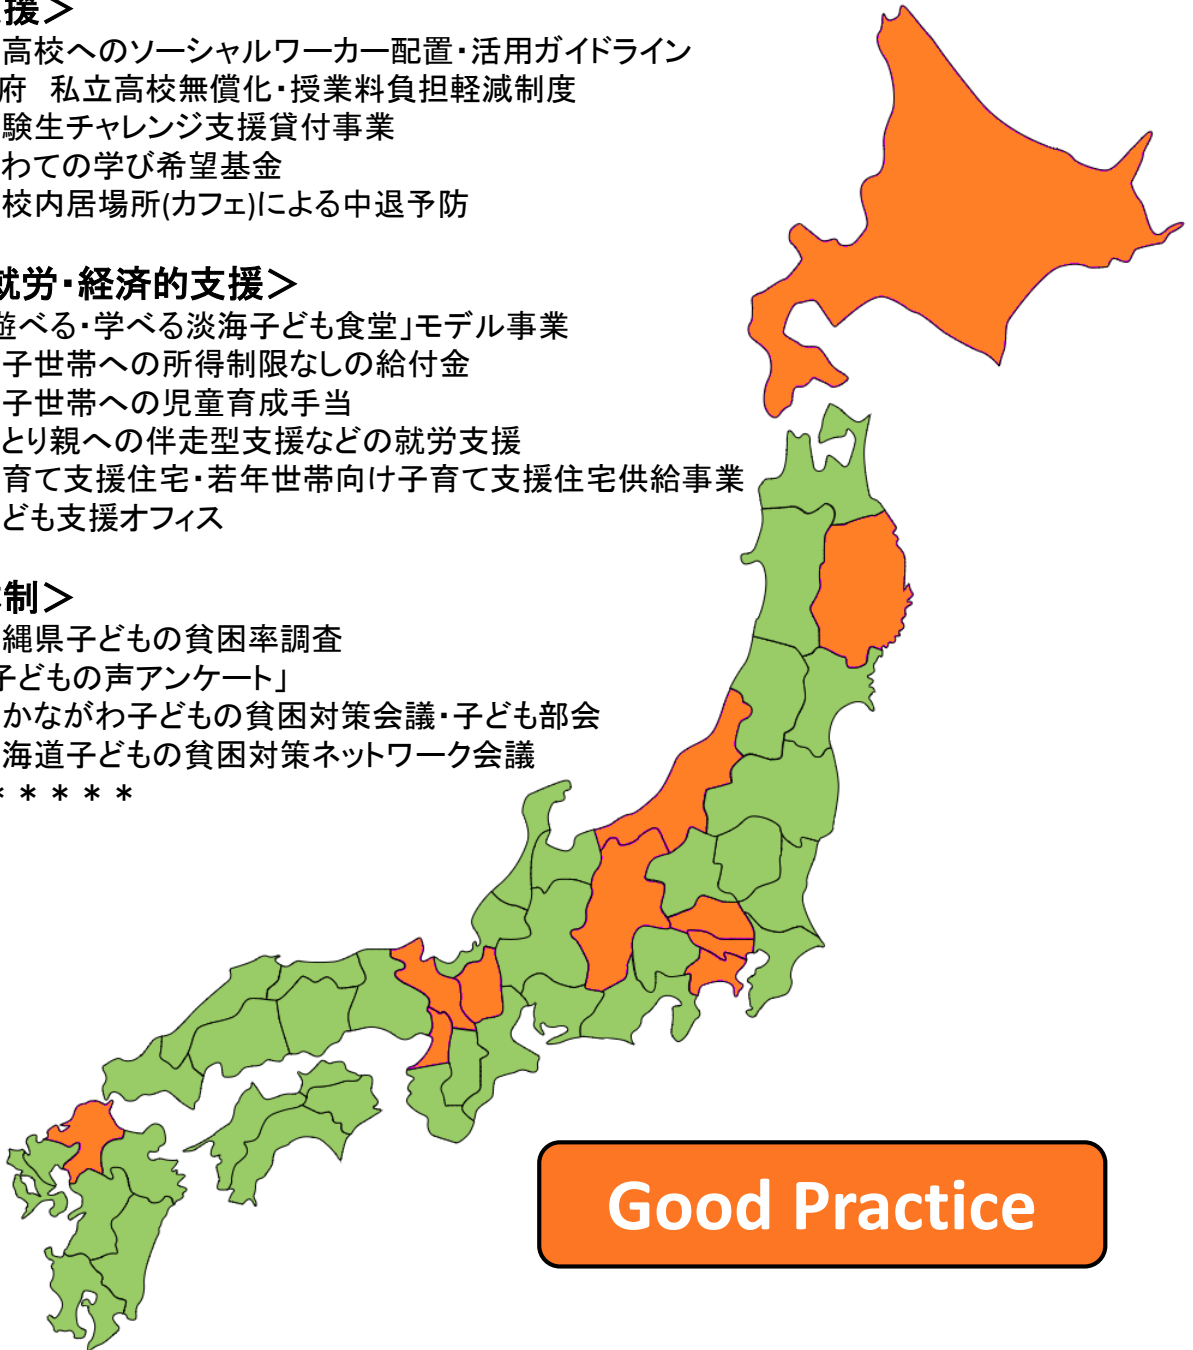 援＞
高校へのソーシャルワーカー配置・活用ガイドライン
府　私立高校無償化・授業料負担軽減制度
験生チャレンジ支援貸付事業
わての学び希望基金
校内居場所(カフェ)による中退予防
就労・経済的支援＞
遊べる・学べる淡海子ども食堂」モデル事業
子世帯への所得制限なしの給付金
子世帯への児童育成手当
とり親への伴走型支援などの就労支援
育て支援住宅・若年世帯向け子育て支援住宅供給事業
ども支援オフィス
制＞
縄県子どもの貧困率調査
子どもの声アンケート」
かながわ子どもの貧困対策会議・子ども部会
海道子どもの貧困対策ネットワーク会議
* * * * *
Good Practice